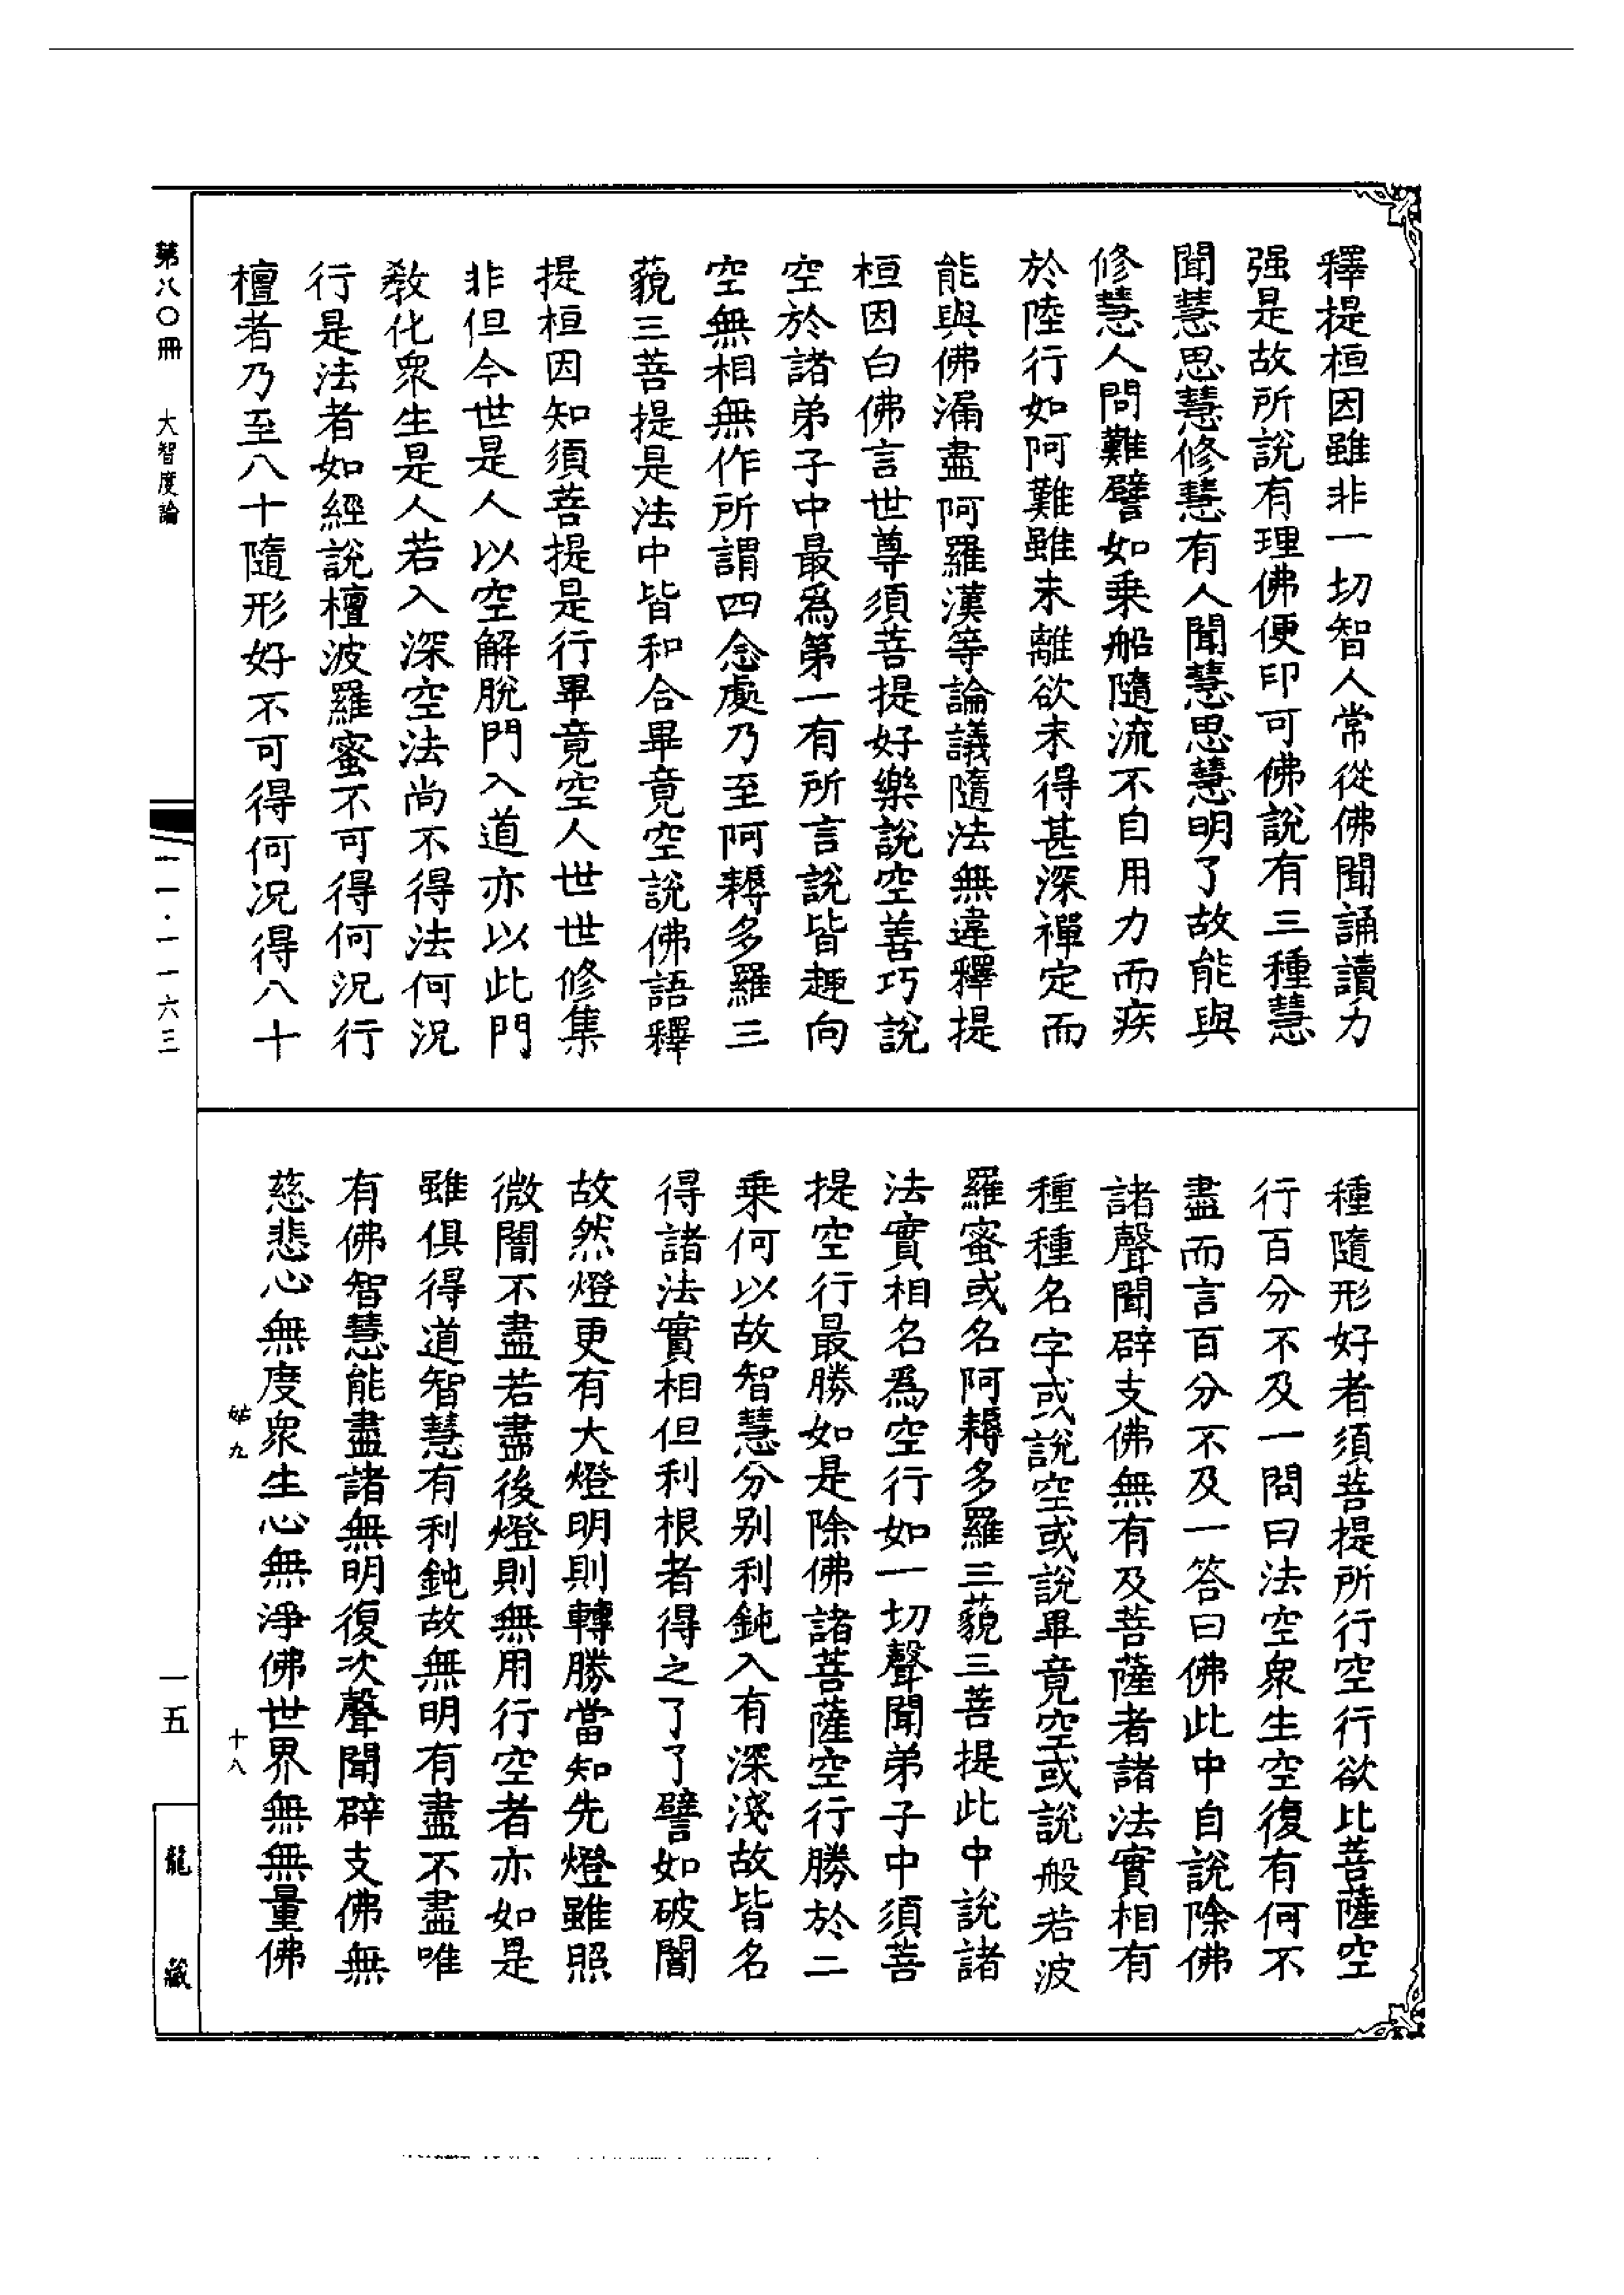 釋提桓因雖非一切智人常從佛聞誦讀力
强是故所說有理佛便印可佛說有三種慧
聞慧思慧修慧有人聞慧思慧明了故能與
修慧人問難譬如乗船隨流不自用力而疾
於陸行如阿難雖未離欲未得甚深禪定而
能與佛漏盡阿羅漢等論議隨法無違釋提
桓因白佛言世尊須菩提好樂說空善巧說
空於諸弟子中最爲第一有所言說皆趣向
空無相無作所謂四念處乃至阿耨多羅三
藐三菩提是法中皆和合畢竟空說佛語釋
提桓因知須菩提是行畢竟空人世世修集
非但今世是人以空解脫門入道亦以此門
敎化衆生是人若入深空法尚不得法何況
行是法者如經說檀波羅蜜不可得何況行
檀者乃至八十隨形好不可得何况得八十
種隨形好者須菩提所行空行欲比菩薩空
行百分不及一問曰法空衆生空復有何不
盡而言百分不及一答曰佛此中自說除佛
諸聲聞辟支佛無有及菩薩者諸法實相有
種種名字或說空或說畢竟空或說般若波
羅蜜或名阿耨多羅三藐三菩提此中說諸
法實相名爲空行如一切聲聞弟子中須菩
提空行最勝如是除佛諸菩薩空行勝於二
乗何以故智慧分别利鈍入有深淺故皆名
得諸法實相但利根者得之了了譬如破闇
故然燈更有大燈明則轉勝當知先燈雖照
微闇不盡若盡後燈則無用行空者亦如是
雖俱得道智慧有利鈍故無明有盡不盡唯
有佛智慧能盡諸無明復次聲聞辟支佛無
慈悲心無度衆生心無淨佛世界無無量佛
姑九
十八
第八〇冊
大智度論
一一·一一六三
一五
龍藏